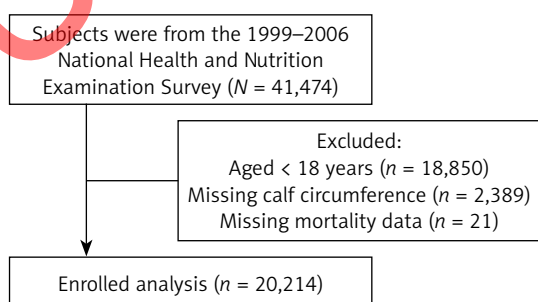 Subjects were from the 1999–2006
National Health and Nutrition
Examination Survey (N = 41,474)
Excluded:
Aged < 18 years (n = 18,850)
Missing calf circumference (n = 2,389)
Missing mortality data (n = 21)
Enrolled analysis (n = 20,214)